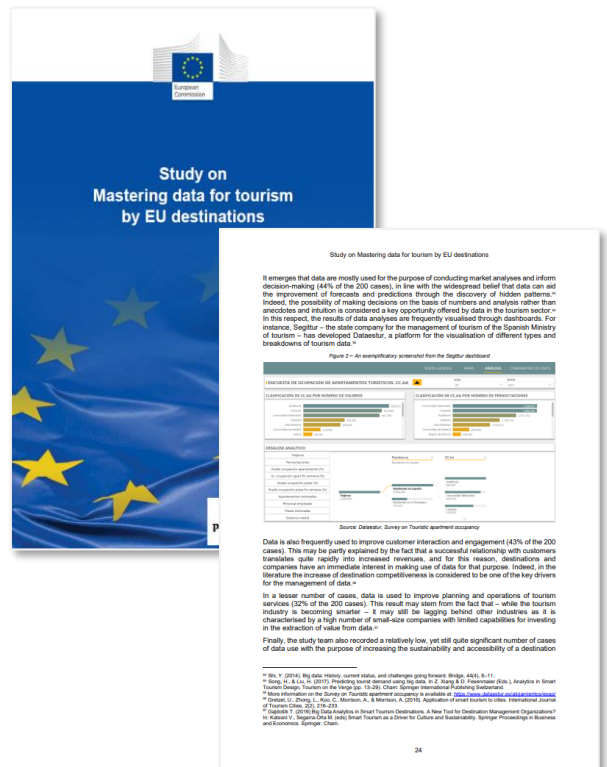 European
Commission
Study on
Mastering data for tourism
by EU destinations
Study on Mastering data for tourism by EU destinations
It emerges that data are mostly used for the purpose of conducting market analyses and inform
decision-making (44% of the 200 cases), in line with the widespread belief that data can aid
the improvement of forecasts and predictions through the discovery of hidden patterns.
Indeed, the possibility of making decisions on the basis of numbers and analysis rather than
anecdotes and intuition is considered a key opportunity offered by data in the tourism sector.
In this respect, the results of data analyses are frequently visualised through dashboards. For
instance, Segittur – the state company for the management of tourism of the Spanish Ministry
of tourism – has developed Dataestur, a platform for the visualisation of different types and
breakdowns of tourism data.
Figure 2 – An exemplificatory screenshot from the Segittur dashboard
ENCUESTA DE OCUPACIÓN DE APARTAMENTOS TURÍSTICOS: CC.AA
CLASIFICACIÓN DE CC.AA POR NÚMERO DE VIAJEROS
CLASIFICACIÓN DE CC.AA POR NÚMERO DE PERNOCTACIONES
DESGLOSE ANALÍTICO
Source: Dataestur, Survey on Touristic apartment occupancy
Data is also frequently used to improve customer interaction and engagement (43% of the 200
cases). This may be partly explained by the fact that a successful relationship with customers
translates quite rapidly into increased revenues, and for this reason, destinations and
companies have an immediate interest in making use of data for that purpose. Indeed, in the
literature the increase of destination competitiveness is considered to be one of the key drivers
for the management of data.
In a lesser number of cases, data is used to improve planning and operations of tourism
services (32% of the 200 cases). This result may stem from the fact that – while the tourism
industry is becoming smarter – it may still be lagging behind other industries as it is
characterised by a high number of small-size companies with limited capabilities for investing
in the extraction of value from data.
Finally, the study team also recorded a relatively low, yet still quite significant number of cases
of data use with the purpose of increasing the sustainability and accessibility of a destination
Shi, Y. (2014). Big data: History, current status, and challenges going forward. Bridge, 44(4), 6–11.
Song, H., & Liu, H. (2017). Predicting tourist demand using big data. In Z. Xiang & D. Fesenmaier (Eds.), Analytics in Smart
Tourism Design, Tourism on the Verge (pp. 13–29). Cham: Springer International Publishing Switzerland.
More information on the Survey on Touristic apartment occupancy is available at:
Gretzel, U., Zhong, L., Koo, C., Morrison, A., & Morrison, A. (2016). Application of smart tourism to cities. International Journal
of Tourism Cities, 2(2), 216–233.
Gajdošík T. (2019) Big Data Analytics in Smart Tourism Destinations. A New Tool for Destination Management Organizations?
In: Katsoni V., Segarra-Oña M. (eds) Smart Tourism as a Driver for Culture and Sustainability. Springer Proceedings in Business
and Economics. Springer, Cham.
24